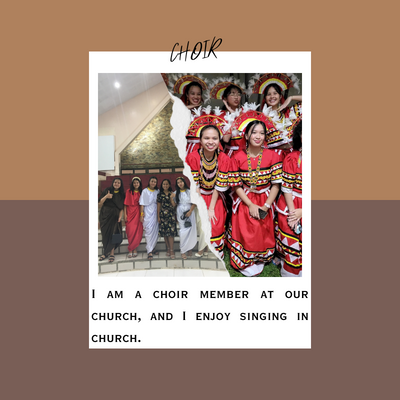 CHOIR
I am a choir member at our
church, and I enjoy singing in
church.